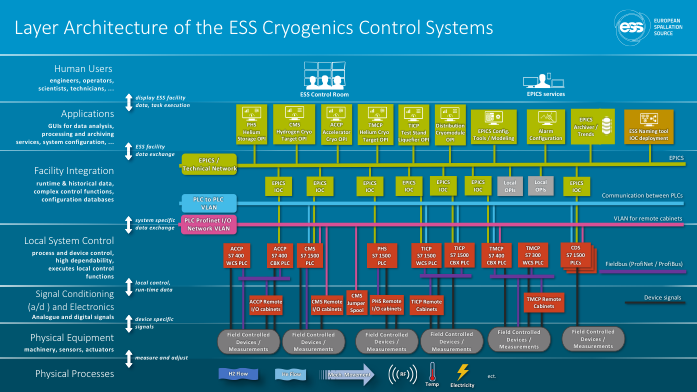 Layer Architecture of the ESS Cryogenics Control Systems
ess
EUROPEAN
SPALLATION
SOURCE
Human Users
engineers, operators,
scientists, technicians, ....
ESS Control Room
EPICS services
display ESS facility
data, task execution
Applications
GUIs for data analysis,
processing and archiving
services, system configuration, ...
PHS
Helium
Storage OPI
CMS
Hydrogen Cryo
Target OPI
ACCP
Accelerator
Cryo OPI
TMCP
Helium Cryo
Target OPI
TICP
Test Stand
Liquefier OPI
Distribution
Cryomodule
OPI
EPICS Config
Tools / Modeling
Alarm
Configuration
EPICS
Archiver /
Trends
ESS Naming tool
IOC deployment
ESS facility
data exchange
EPICS /
Technical Network
EPICS
Facility Integration
runtime & historical data,
complex control functions,
configuration databases
EPICS
IOC
EPICS
IOC
EPICS
IOC
EPICS
IOC
EPICS
IOC
EPICS
IOC
Local
OPIs
Local
OPIs
EPICS
IOC
PLC to PLC
VLAN
Communication between PLCs
system specific
data exchange
PLC Profinet I/O
Network VLAN
VLAN for remote cabinets
Local System Control
process and device control,
high dependability,
executes local control
functions
ACCP
S7 400
WCS PLC
ACCP
S7 400
CBX PLC
CMS
S7 1500
PLC
PHS
S7 1500
PLC
TICP
S7 1500
WCS PLC
TICP
S7 1500
CBX PLC
TMCP
S7 400
CBX PLC
TMCP
S7 300
WCS PLC
CDS
S7 1500
PLCs
Fieldbus (ProfiNet / ProfiBus)
local control,
run-time data
Signal Conditioning
(a/d ) and Electronics
Analogue and digital signals
ACCP Remote
I/O cabinets
CMS Remote
I/O cabinets
CMS
Jumper
Spool
PHS Remote
I/O cabinets
TICP Remote
Cabinets
TMCP Remote
Cabinets
Device signals
device specific
signals
Physical Equipment
machinery, sensors, actuators
Field Controlled
Devices /
Measurements
Field Controlled
Devices /
Measurements
Field Controlled
Devices /
Measurements
Field Controlled
Devices /
Measurements
Field Controlled
Devices /
Measurements
Field Controlled
Devices /
Measurements
measure and adjust
Physical Processes
H2 Flow
Flow
(RF)
Temp
Electricity
ect.